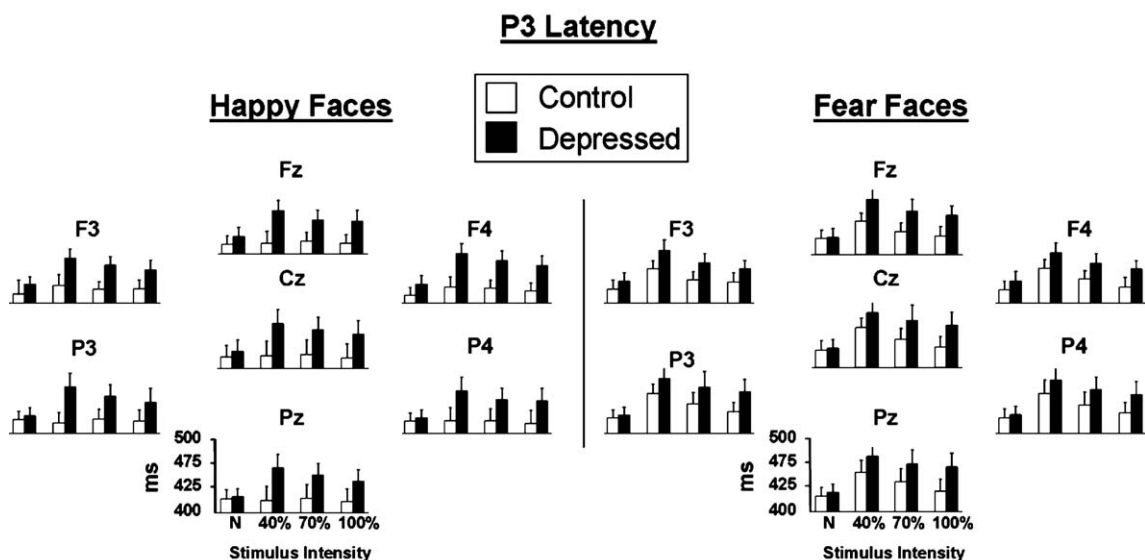 P3 Latency
Control
Depressed
Happy Faces
Fz
F3
F4
Cz
P3
P4
Pz
500
475
425
400
ms
N 40% 70% 100%
Stimulus Intensity
Fear Faces
Fz
F3
F4
Cz
P3
P4
Pz
500
475
425
400
ms
N 40% 70% 100%
Stimulus Intensity